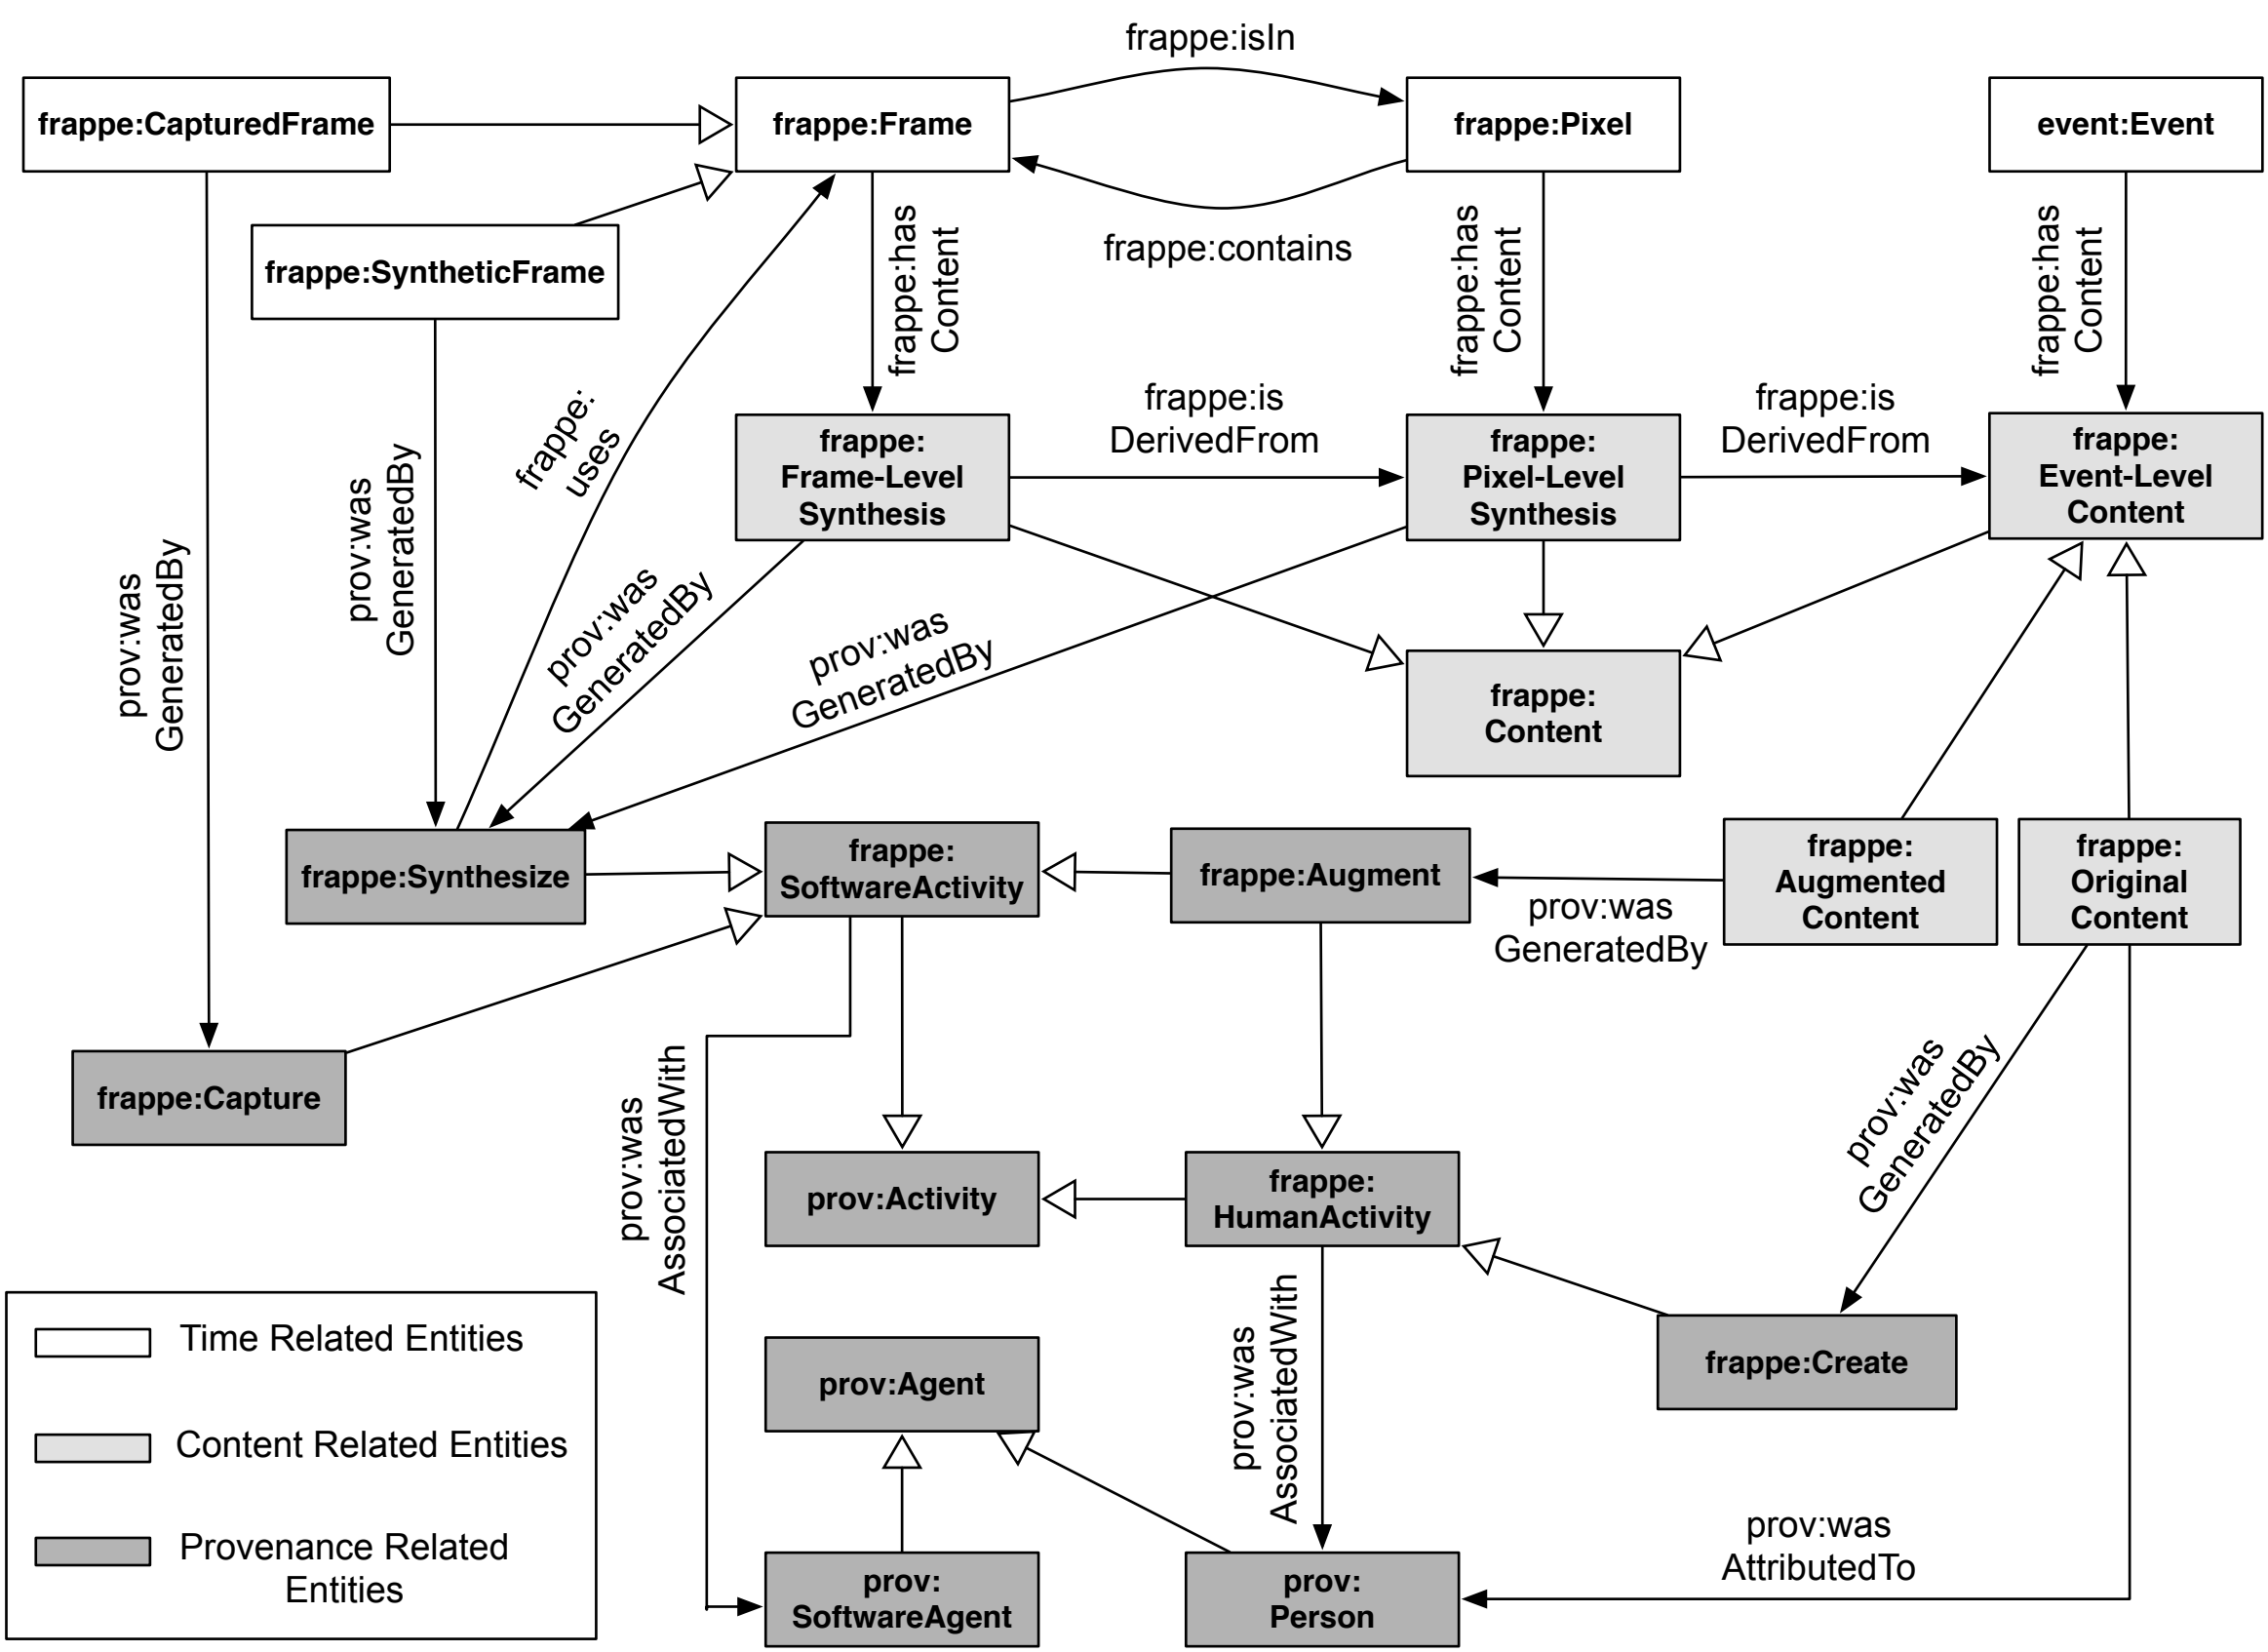 frappe:isIn
frappe:CapturedFrame
frappe:Frame
frappe:Pixel
event:Event
frappe:contains
frappe:SyntheticFrame
frappe:has
Content
frappe:has
Content
frappe:has
Content
frappe:
uses
frappe:is
DerivedFrom
frappe:is
DerivedFrom
frappe:
Frame-Level
Synthesis
frappe:
Pixel-Level
Synthesis
frappe:
Event-Level
Content
prov:was
GeneratedBy
prov:was
GeneratedBy
prov:was
GeneratedBy
prov:was
GeneratedBy
frappe:
Content
frappe:Synthesize
frappe:
SoftwareActivity
frappe:Augment
prov:was
GeneratedBy
frappe:
Augmented
Content
frappe:
Original
Content
frappe:Capture
prov:was
AssociatedWith
prov:was
GeneratedBy
prov:Activity
frappe:
HumanActivity
prov:was
AssociatedWith
frappe:Create
prov:Agent
prov:was
AttributedTo
prov:
SoftwareAgent
prov:
Person
Time Related Entities
Content Related Entities
Provenance Related
Entities